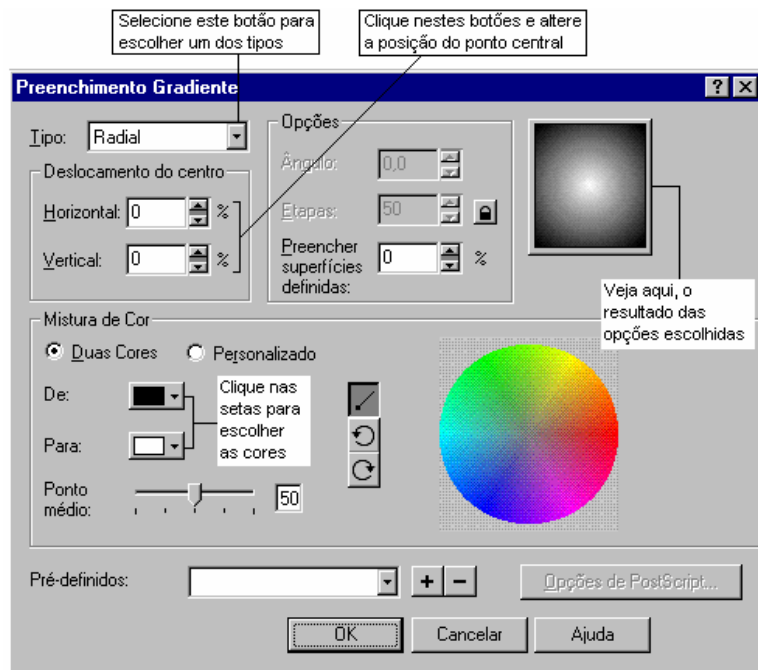 Selecione este botão para
escolher um dos tipos
Clique nestes botões e altere
a posição do ponto central
Preenchimento Gradiente
Tipo: Radial
Deslocamento do centro
Horizontal: 0 %
Vertical: 0 %
Opções
Ângulo: 0,0
Etapas: 50
Preencher
superfícies
definidas: 0 %
Veja aqui, o
resultado das
opções escolhidas
Mistura de Cor
Duas Cores Personalizado
De:
Para:
Clique nas
setas para
escolher
as cores
Ponto
médio: 50
Pré-definidos: + −
Opções de PostScript...
OK Cancelar Ajuda